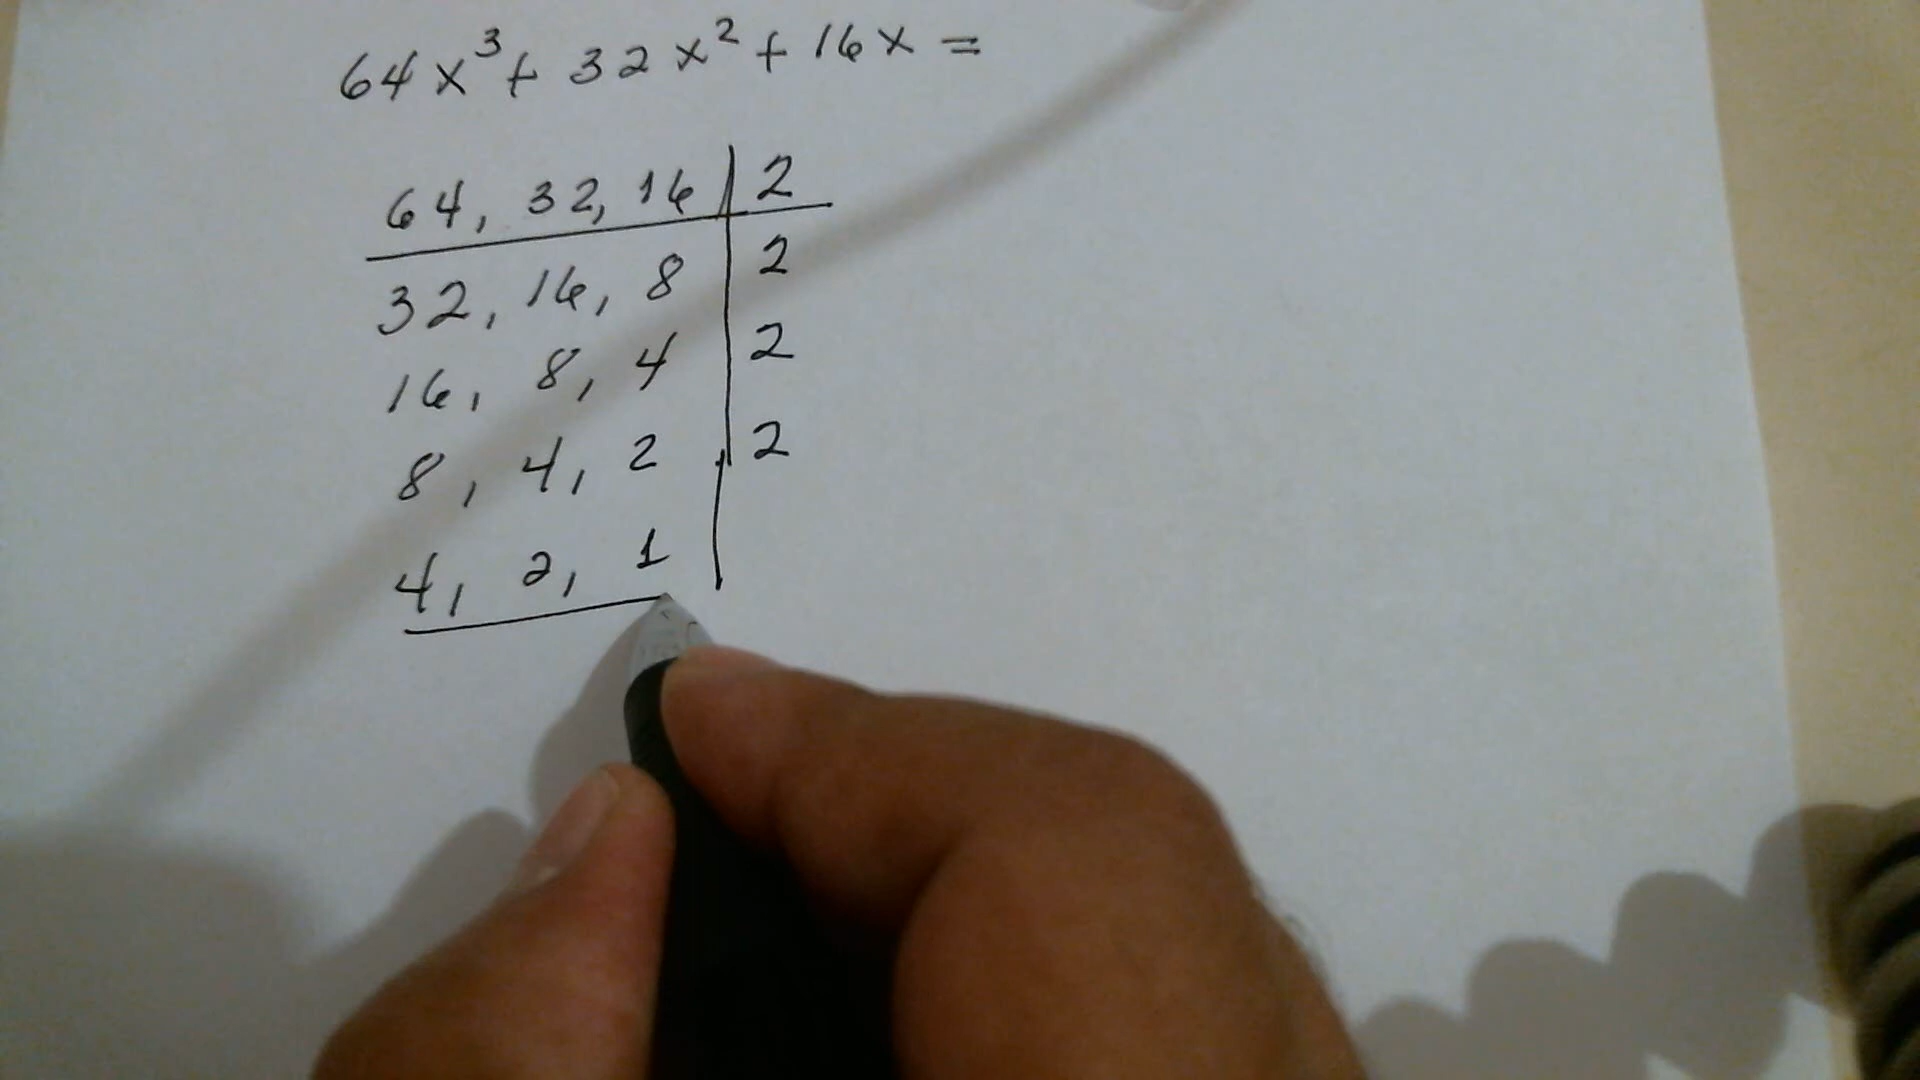 64x³+ 32x² + 16x =
64, 32, 16 | 2
32, 16, 8 | 2
16, 8, 4 | 2
8, 4, 2 | 2
4, 2, 1 |